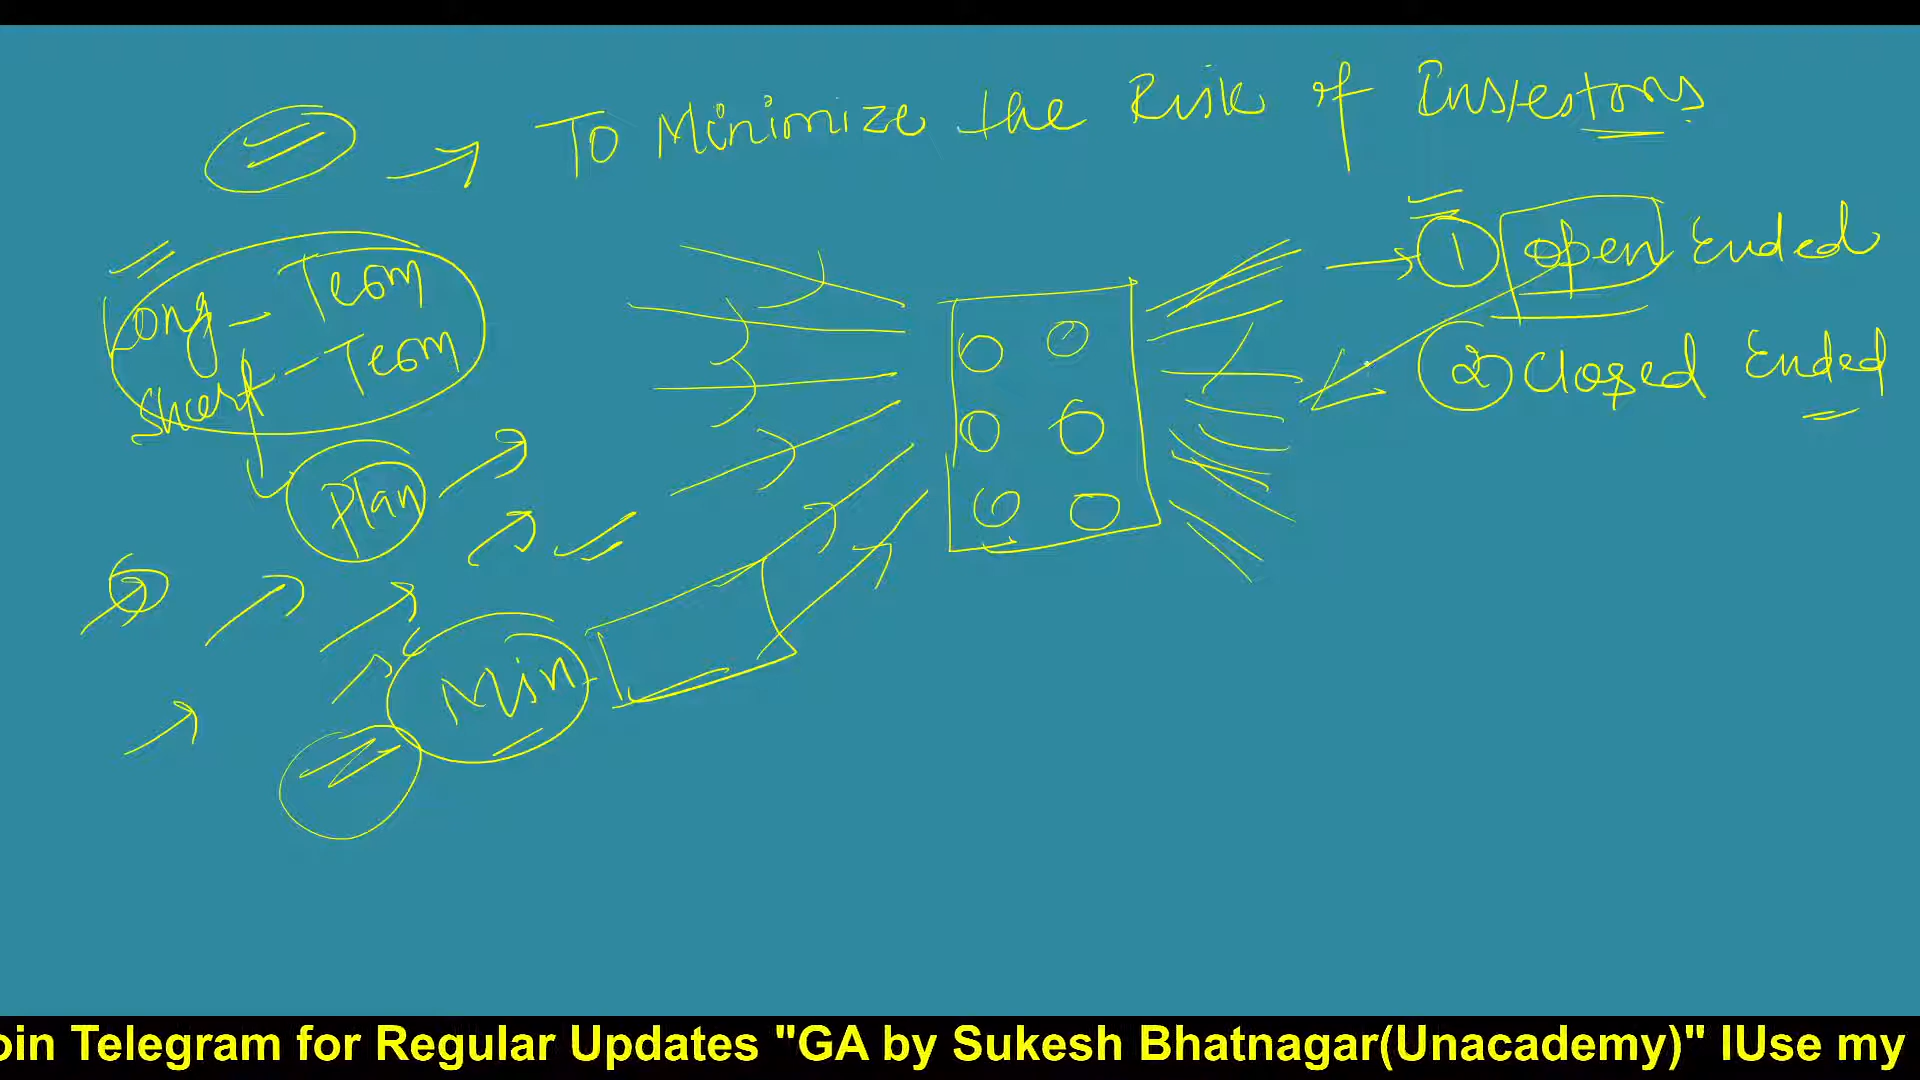 To Minimize the Risk of Investors
Long - Term
Short - Term
Plan
Min
1 open Ended
2 Closed Ended
oin Telegram for Regular Updates "GA by Sukesh Bhatnagar(Unacademy)" lUse my